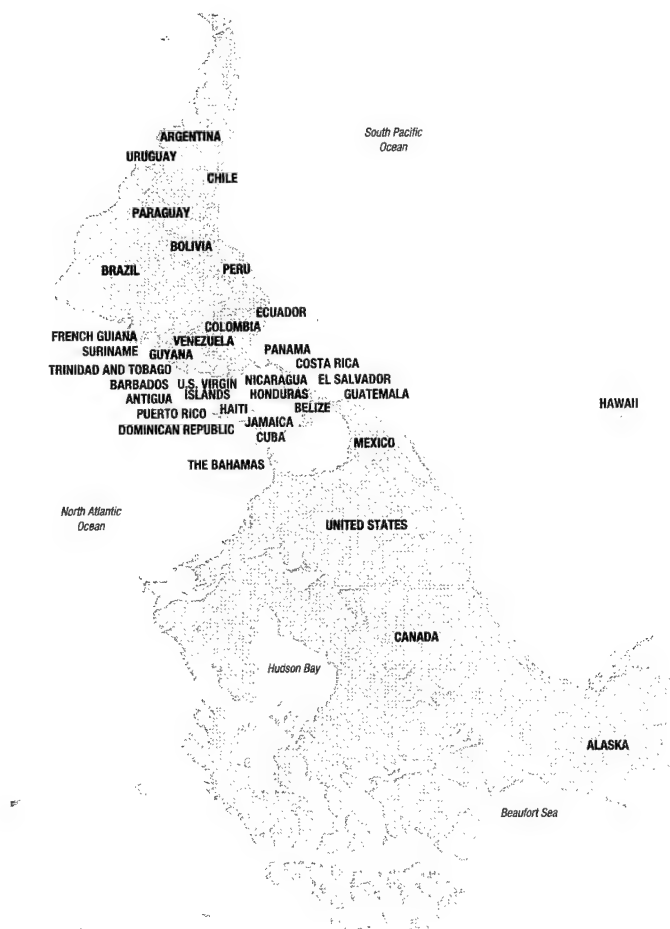 ARGENTINA
South Pacific
Ocean
URUGUAY
CHILE
PARAGUAY
BOLIVIA
BRAZIL
PERU
ECUADOR
COLOMBIA
FRENCH GUIANA
VENEZUELA
SURINAME
GUYANA
PANAMA
COSTA RICA
TRINIDAD AND TOBAGO
BARBADOS
U.S. VIRGIN
ISLANDS
NICARAGUA
EL SALVADOR
ANTIGUA
HONDURAS
GUATEMALA
HAWAII
PUERTO RICO
HAITI
BELIZE
DOMINICAN REPUBLIC
JAMAICA
CUBA
MEXICO
THE BAHAMAS
North Atlantic
Ocean
UNITED STATES
CANADA
Hudson Bay
ALASKA
Beaufort Sea